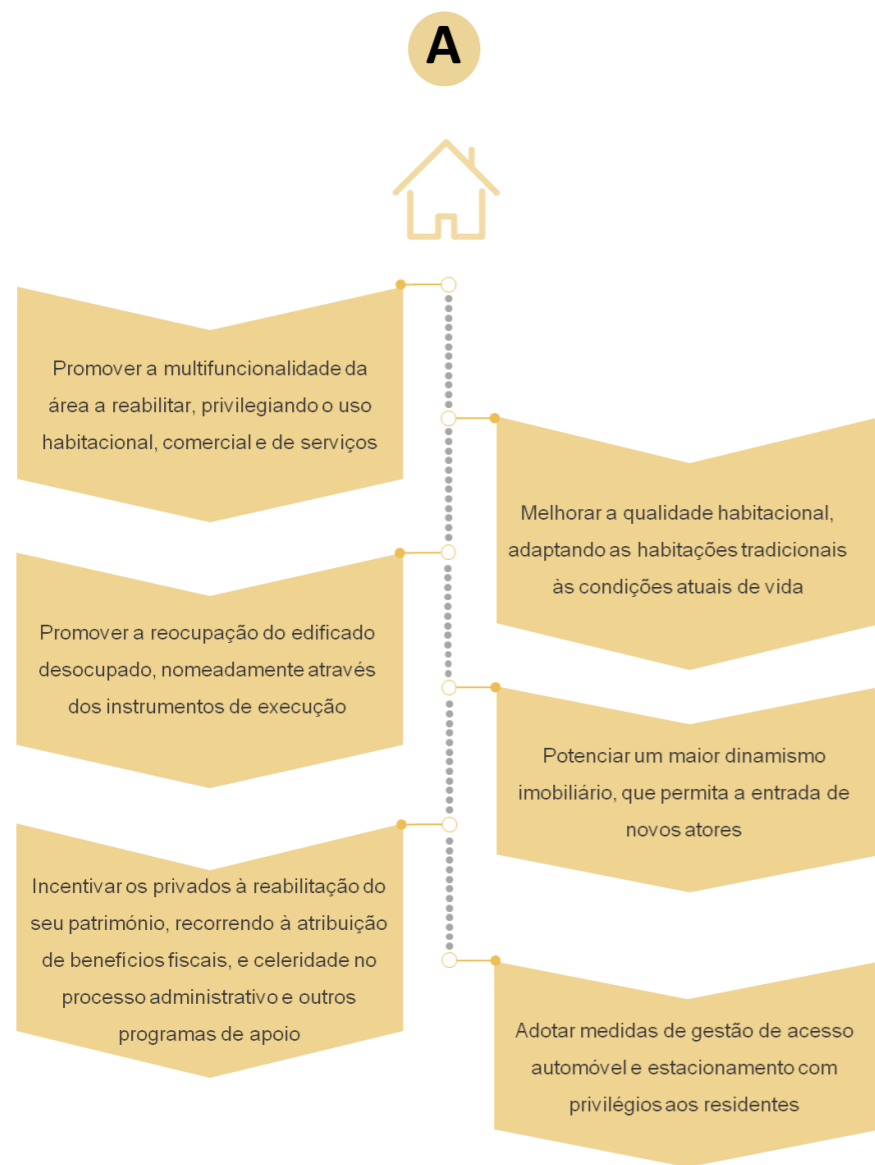 A
Promover a multifuncionalidade da
área a reabilitar, privilegiando o uso
habitacional, comercial e de serviços
Melhorar a qualidade habitacional,
adaptando as habitações tradicionais
às condições atuais de vida
Promover a reocupação do edificado
desocupado, nomeadamente através
dos instrumentos de execução
Potenciar um maior dinamismo
imobiliário, que permita a entrada de
novos atores
Incentivar os privados à reabilitação do
seu património, recorrendo à atribuição
de benefícios fiscais, e celeridade no
processo administrativo e outros
programas de apoio
Adotar medidas de gestão de acesso
automóvel e estacionamento com
privilégios aos residentes